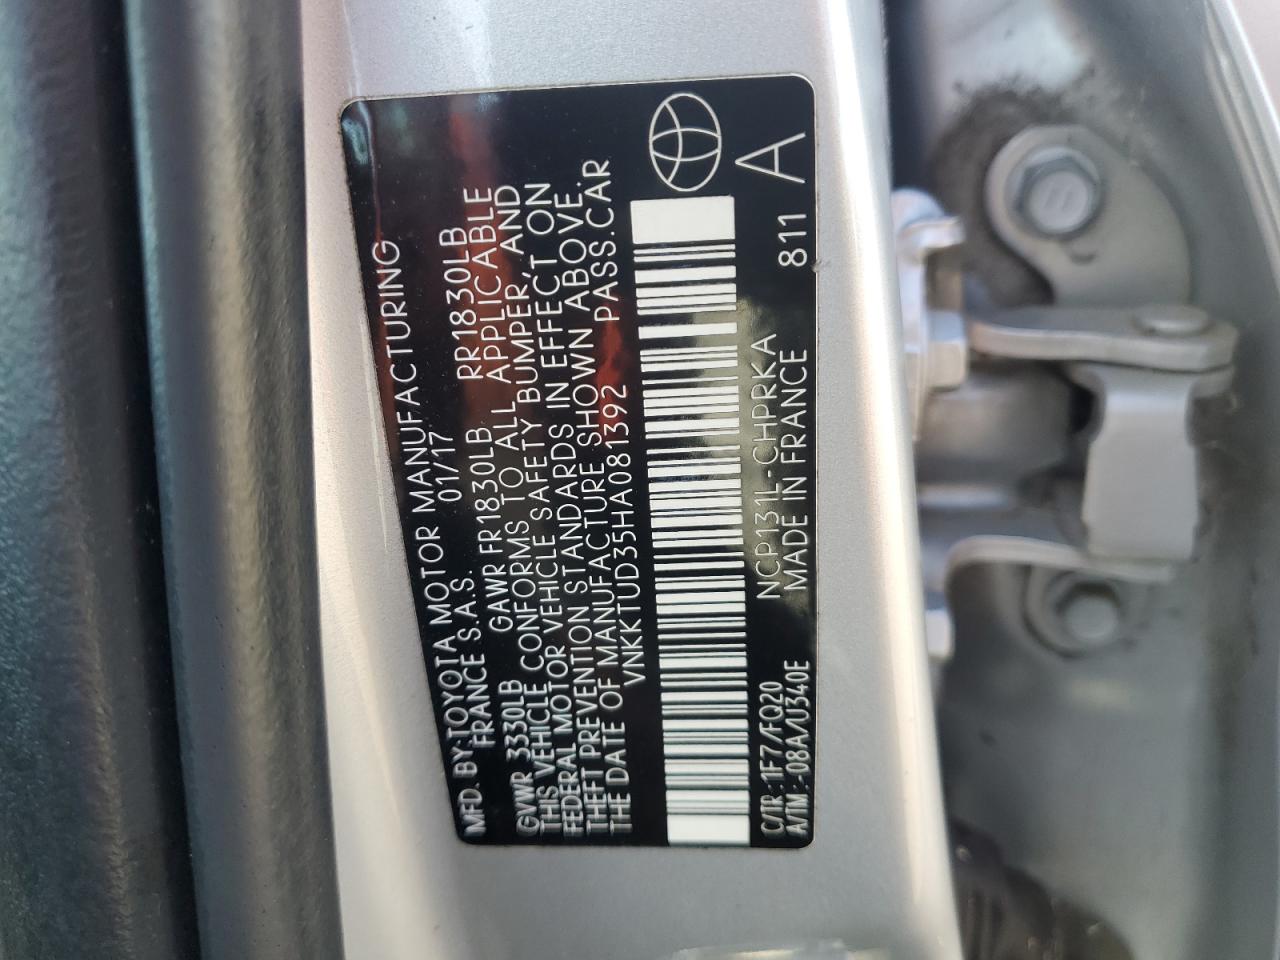 MFD. BY:TOYOTA MOTOR MANUFACTURING
FRANCE S.A.S. 01/17
GVWR 3330LB GAWR FR1830LB RR1830LB
THIS VEHICLE CONFORMS TO ALL APPLICABLE
FEDERAL MOTOR VEHICLE SAFETY BUMPER, AND
THEFT PREVENTION STANDARDS IN EFFECT ON
THE DATE OF MANUFACTURE SHOWN ABOVE.
VNKKTUD35HA081392 PASS.CAR
C/TR:1F7/FQ20 NCP131L-CHPRKA 811 A
A/TM:-08A/U340E MADE IN FRANCE